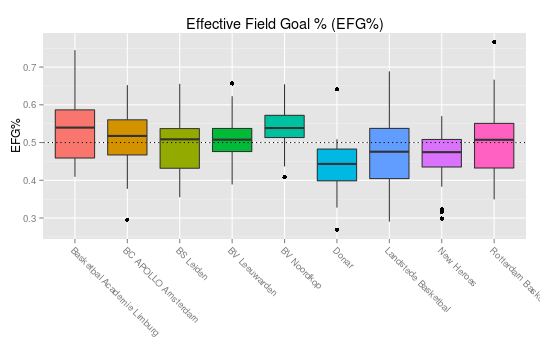 Effective Field Goal % (EFG%)
EFG%
0.7
0.6
0.5
0.4
0.3
Basketbal Academie Limburg
BC APOLLO Amsterdam
BS Leiden
BV Leeuwarden
BV Noordkop
Donar
Landstede Basketbal
New Heroes
Rotterdam